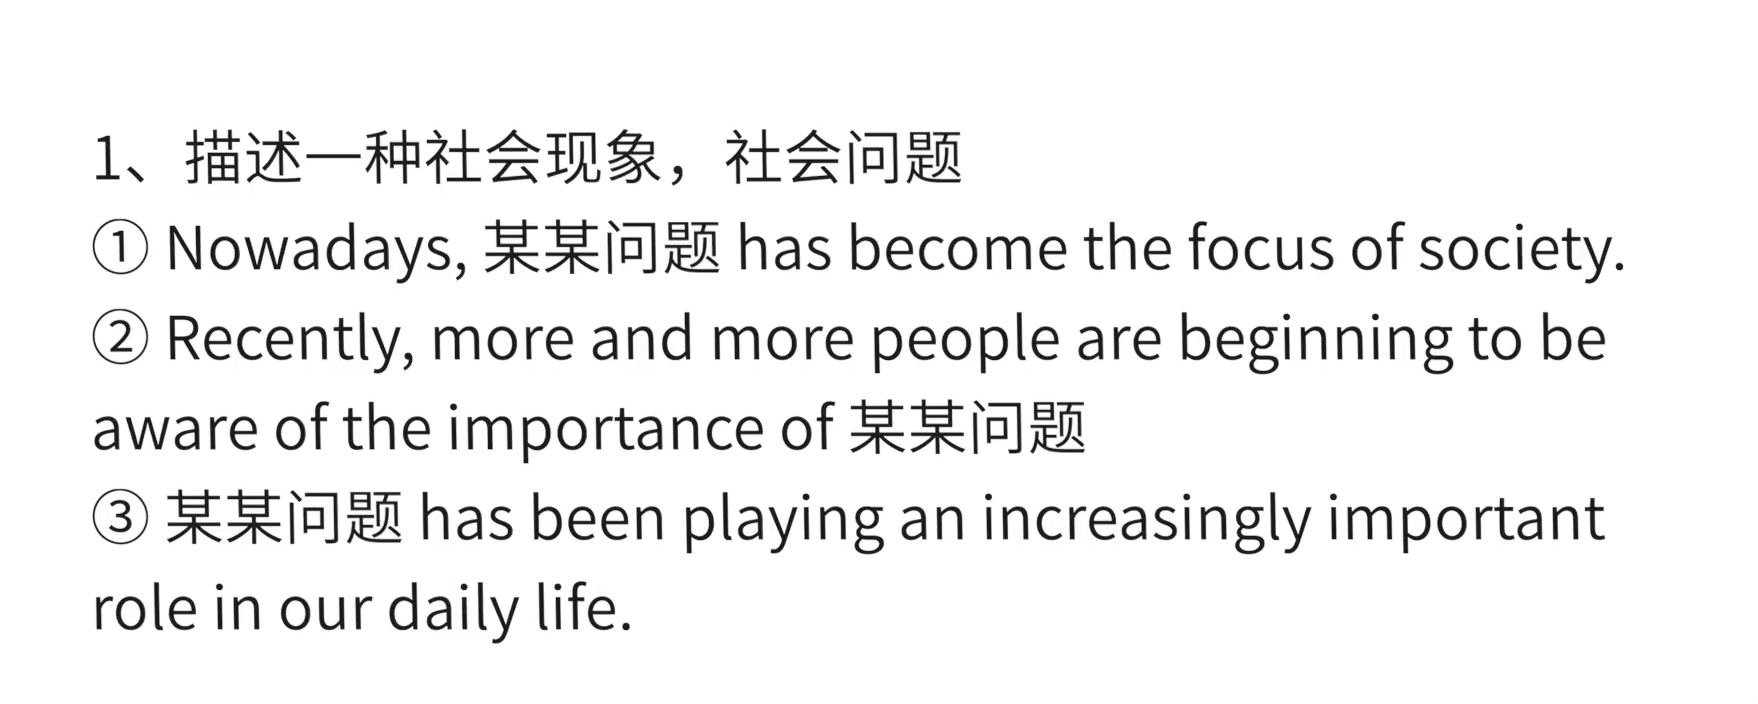 1、描述一种社会现象，社会问题
① Nowadays, 某某问题 has become the focus of society.
② Recently, more and more people are beginning to be
aware of the importance of 某某问题
③ 某某问题 has been playing an increasingly important
role in our daily life.